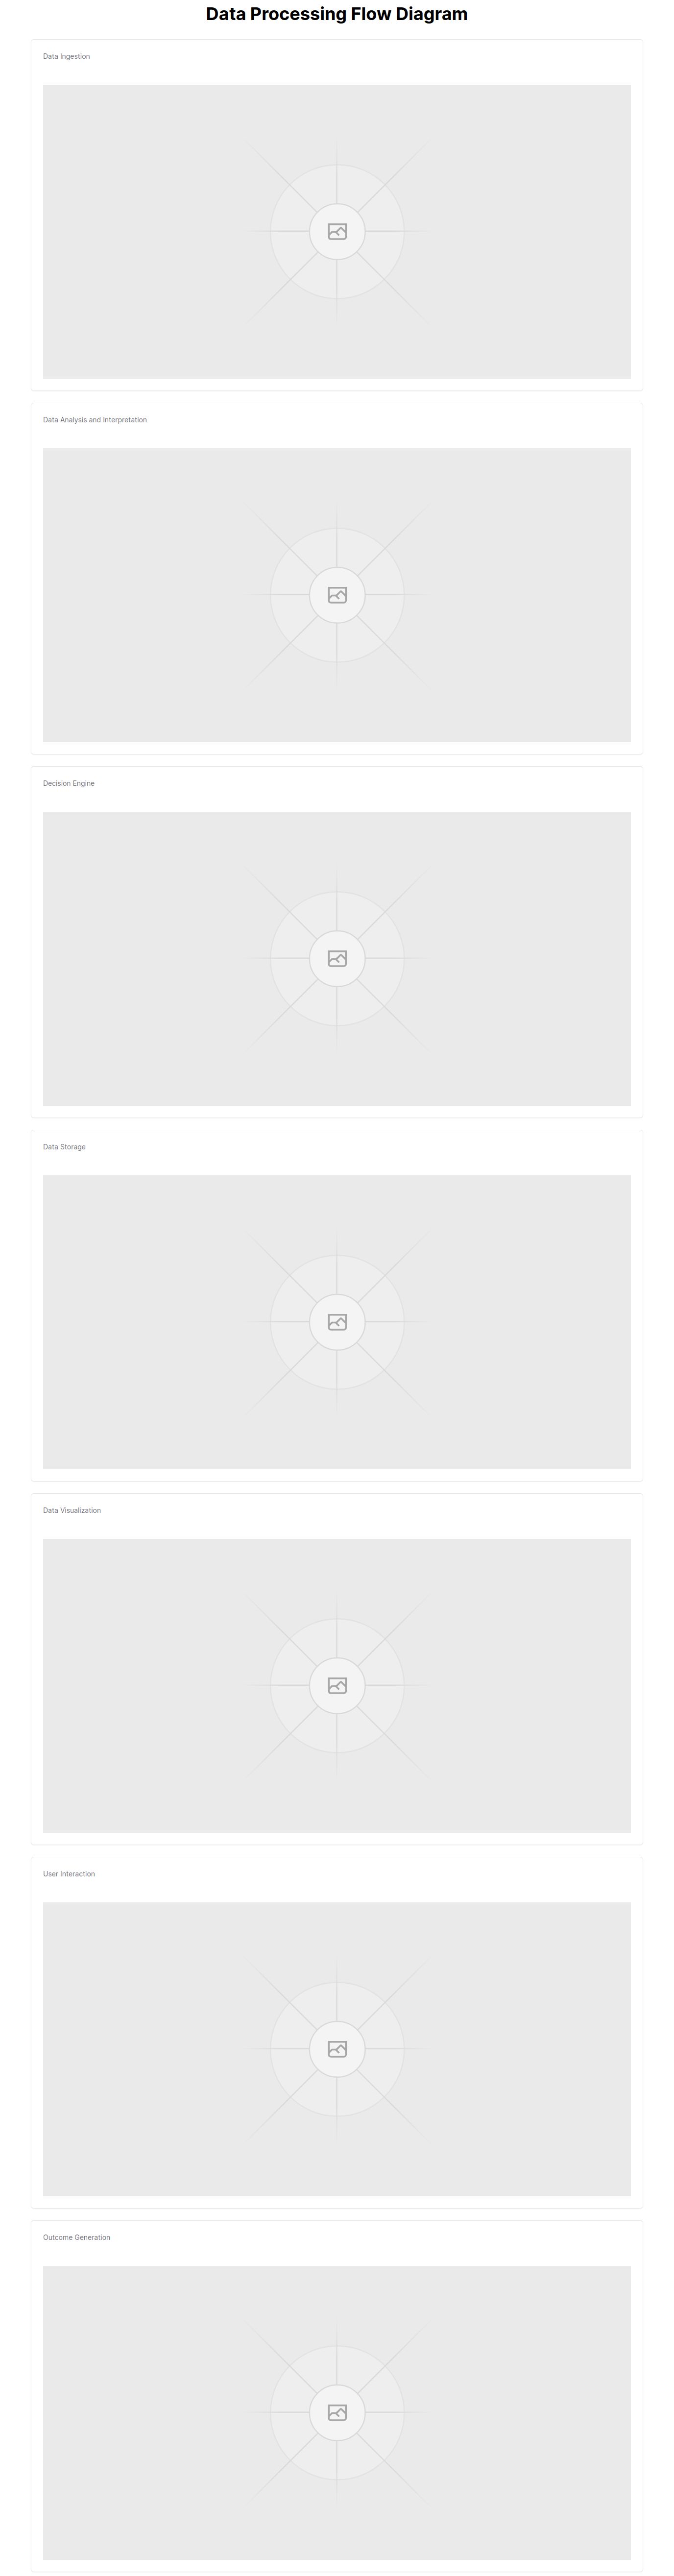 Data Processing Flow Diagram
Data Ingestion
Data Analysis and Interpretation
Decision Engine
Data Storage
Data Visualization
User Interaction
Outcome Generation